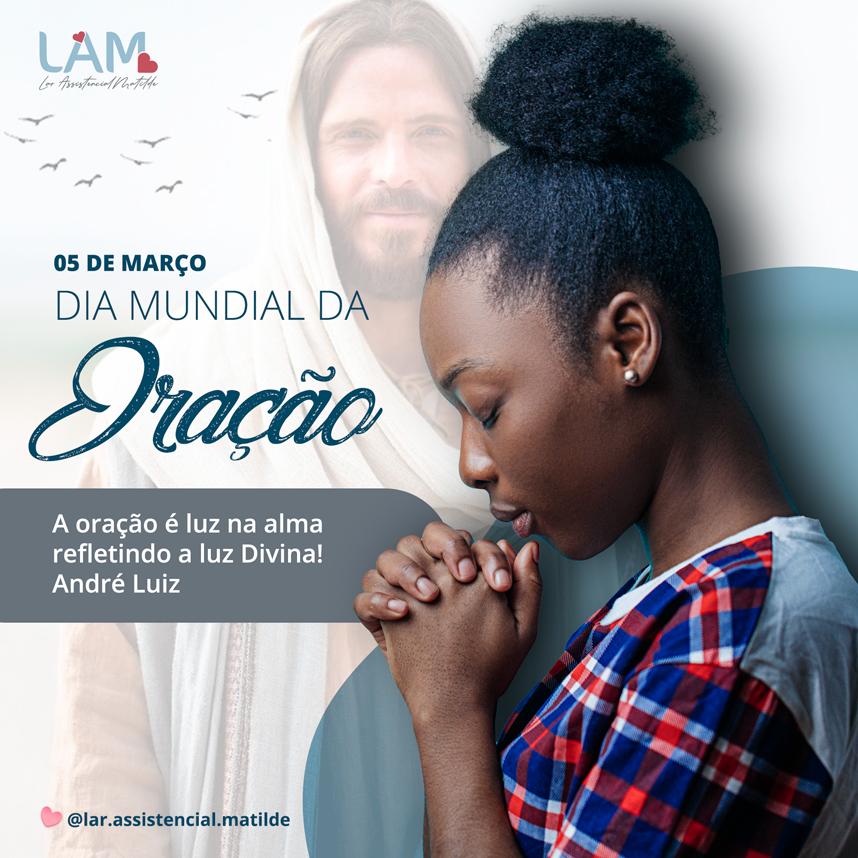 LAM
Lar Assistencial Matilde
05 DE MARÇO
DIA MUNDIAL DA
Oração
A oração é luz na alma
refletindo a luz Divina!
André Luiz
@lar.assistencial.matilde